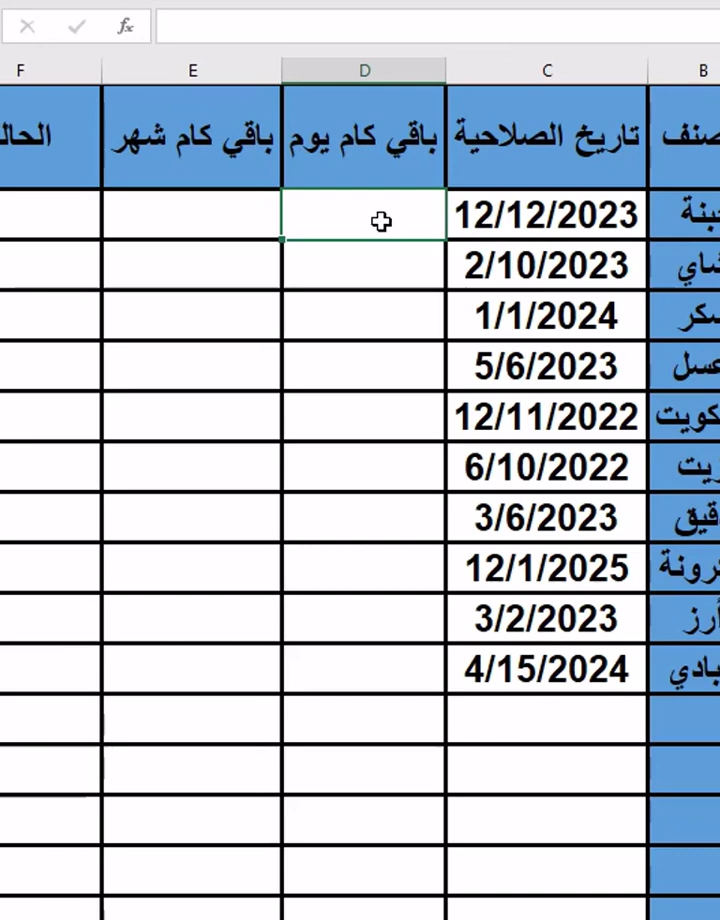 fx
F E D C B
تاريخ الصلاحية باقي كام يوم باقي كام شهر
12/12/2023
2/10/2023
1/1/2024
5/6/2023
12/11/2022
6/10/2022
3/6/2023
12/1/2025
أرز 3/2/2023
4/15/2024